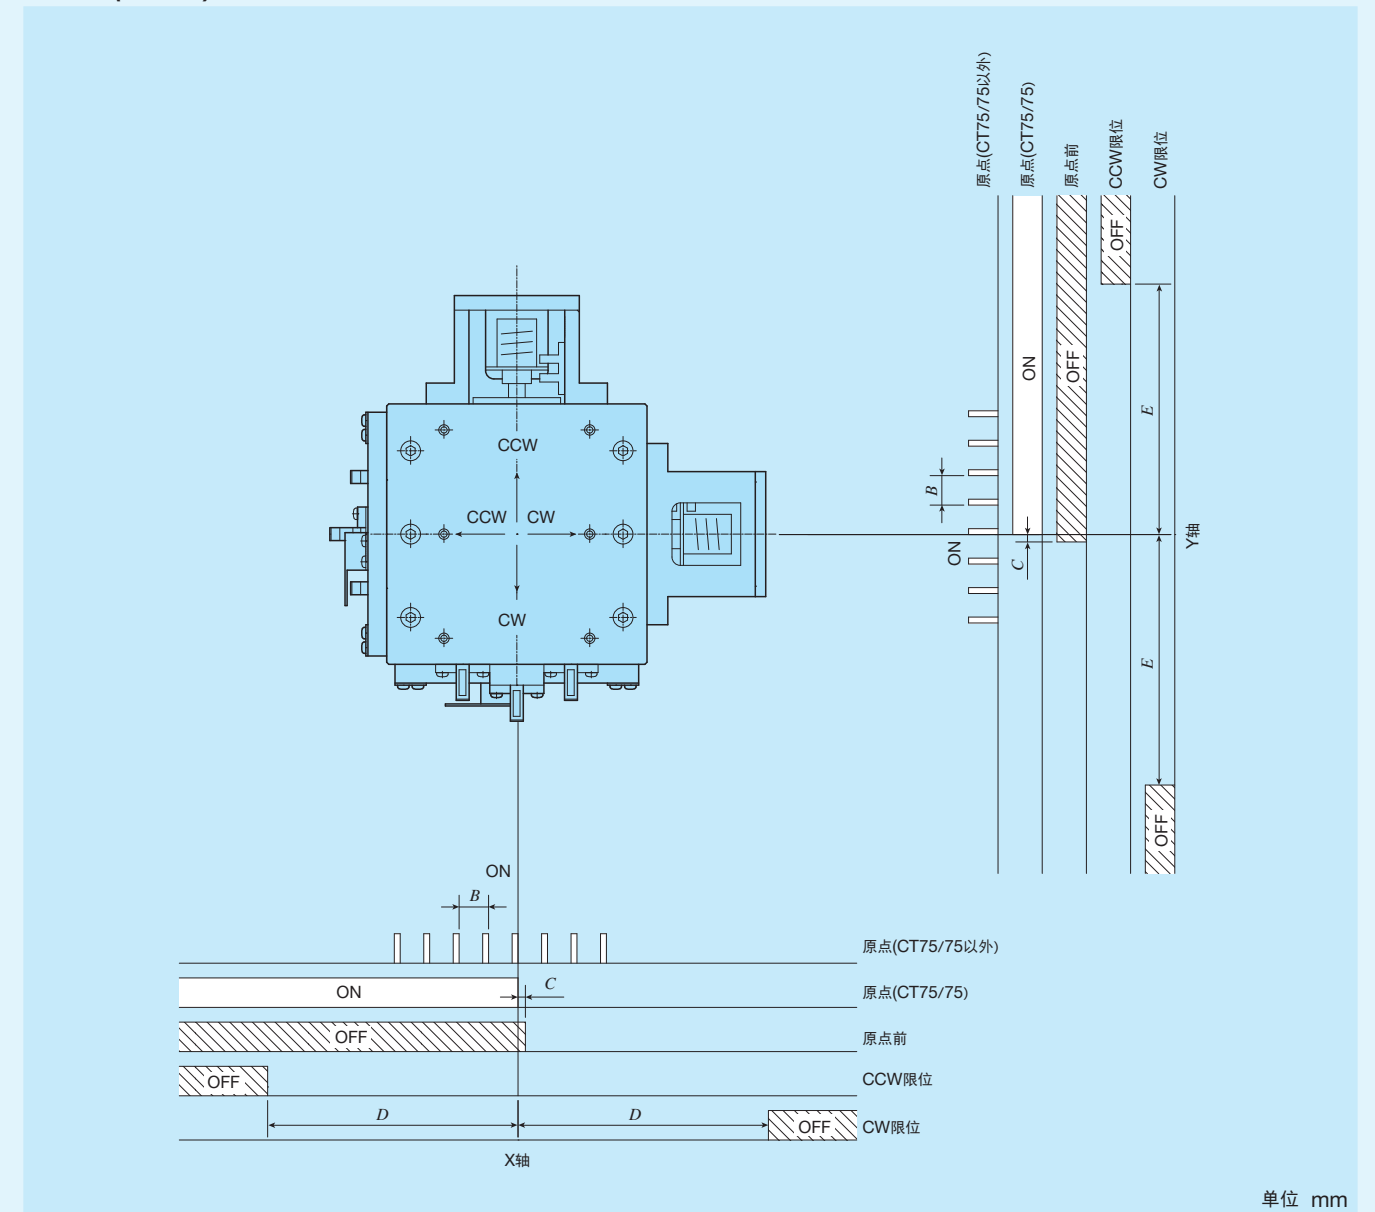 原点(CT75/75以外)
原点(CT75/75)
原点前
CCW限位
CW限位
OFF
ON
OFF
E
B
CCW
CCW CW
ON
C
Y轴
CW
E
OFF
ON
B
原点(CT75/75以外)
C
ON
原点(CT75/75)
OFF
原点前
OFF
CCW限位
D
D
OFF
CW限位
X轴
单位 mm